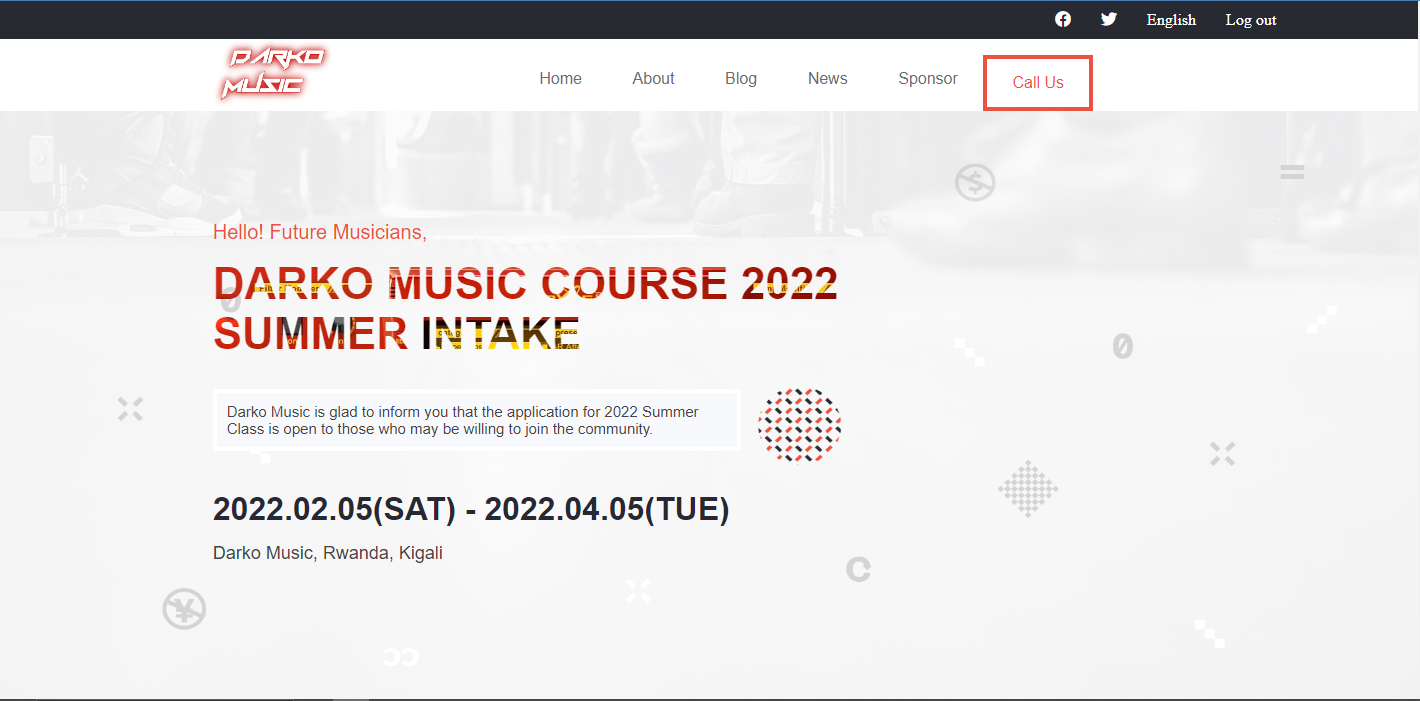 English Log out
DARKO
MUSIC
Home About Blog News Sponsor Call Us
Hello! Future Musicians,
DARKO MUSIC COURSE 2022
SUMMER INTAKE
Darko Music is glad to inform you that the application for 2022 Summer
Class is open to those who may be willing to join the community.
2022.02.05(SAT) - 2022.04.05(TUE)
Darko Music, Rwanda, Kigali